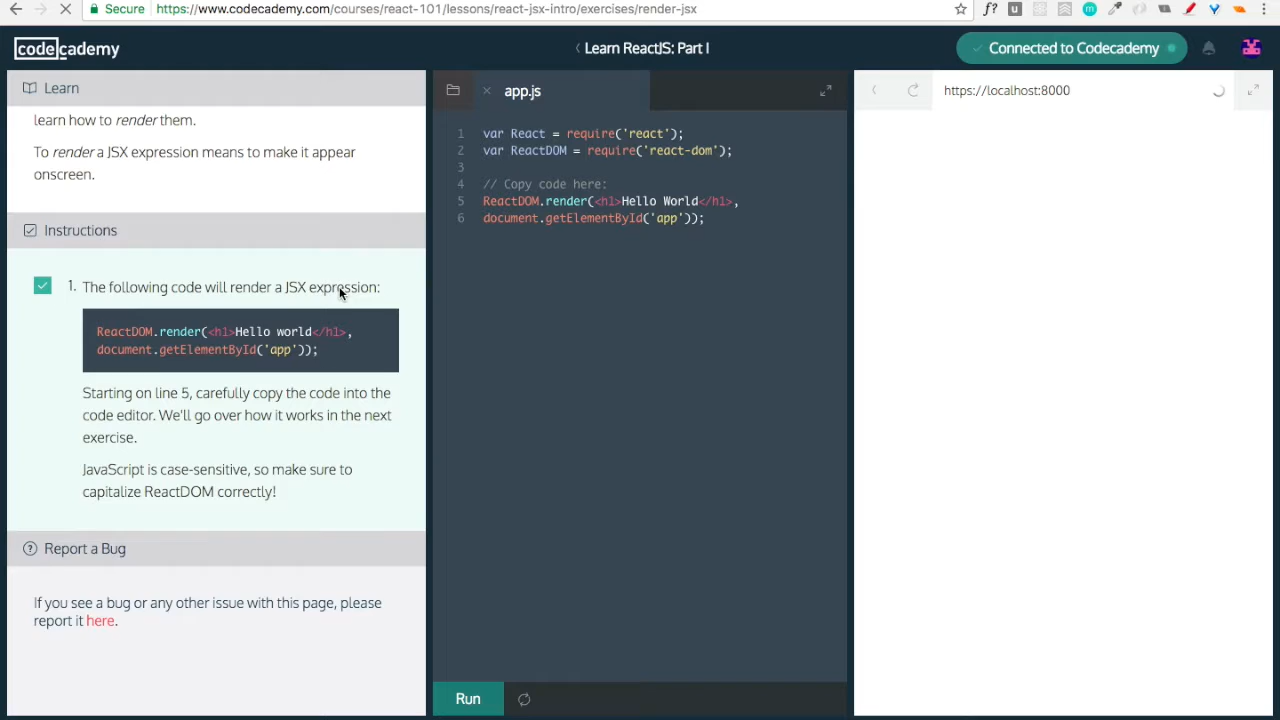 Secure https://www.codecademy.com/courses/react-101/lessons/react-jsx-intro/exercises/render-jsx
f?
u
m
codecademy
Learn ReactJS: Part I
Connected to Codecademy
Learn
learn how to render them.
To render a JSX expression means to make it appear
onscreen.
Instructions
1. The following code will render a JSX expression:
ReactDOM.render(<h1>Hello world</h1>,
document.getElementById('app'));
Starting on line 5, carefully copy the code into the
code editor. We'll go over how it works in the next
exercise.
JavaScript is case-sensitive, so make sure to
capitalize ReactDOM correctly!
Report a Bug
If you see a bug or any other issue with this page, please
report it here.
app.js
1 var React = require('react');
2 var ReactDOM = require('react-dom');
3
4 // Copy code here:
5 ReactDOM.render(<h1>Hello World</h1>,
6 document.getElementById('app'));
Run
https://localhost:8000